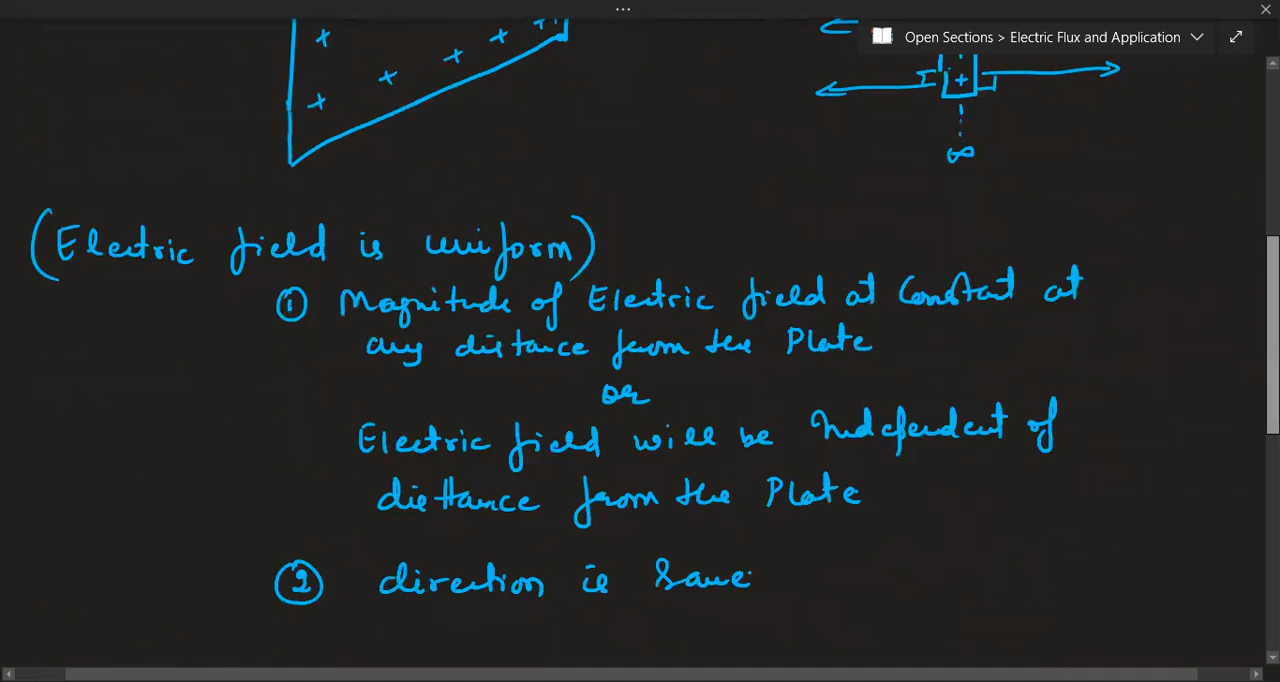 Open Sections > Electric Flux and Application
∞
(Electric field is uniform)
① Magnitude of Electric field at Constant at
any distance from the Plate
or
Electric field will be Independent of
distance from the Plate
② direction is same